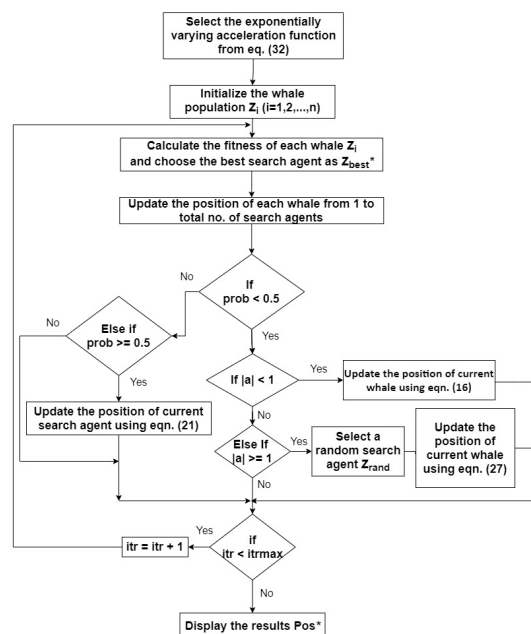 Select the exponentially
varying acceleration function
from eq. (32)
Initialize the whale
population Zi (i=1,2,...,n)
Calculate the fitness of each whale Zi
and choose the best search agent as Zbest*
Update the position of each whale from 1 to
total no. of search agents
If
prob < 0.5
No
Yes
Else if
prob >= 0.5
No
Yes
If |a| < 1
Yes
No
Update the position of current
whale using eqn. (16)
Update the position of current
search agent using eqn. (21)
Else If
|a| >= 1
Yes
No
Select a
random search
agent Zrand
Update the
position of
current whale
using eqn. (27)
if
itr < itrmax
Yes
No
itr = itr + 1
Display the results Pos*